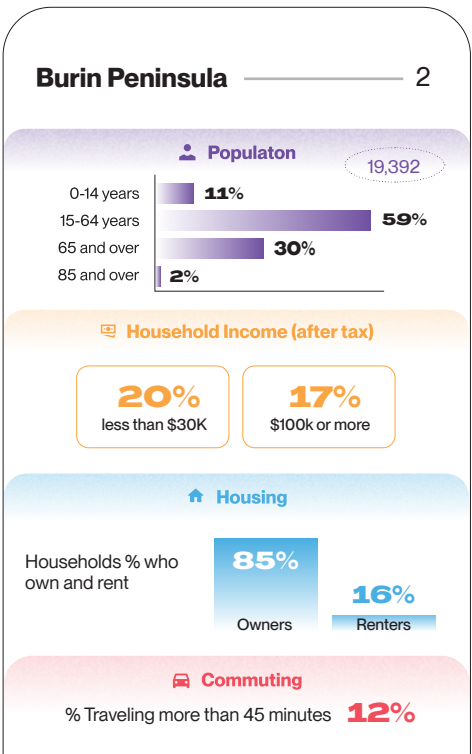 Burin Peninsula 2
Populaton
19,392
0-14 years 11%
15-64 years 59%
65 and over 30%
85 and over 2%
Household Income (after tax)
20% 17%
less than $30K $100k or more
Housing
Households % who
own and rent
85%
Owners
16%
Renters
Commuting
% Traveling more than 45 minutes 12%